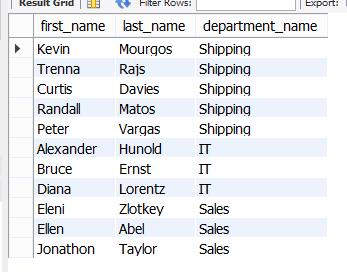 Result Grid Filter Rows: Export:
first_name last_name department_name
Kevin Mourgos Shipping
Trenna Rajs Shipping
Curtis Davies Shipping
Randall Matos Shipping
Peter Vargas Shipping
Alexander Hunold IT
Bruce Ernst IT
Diana Lorentz IT
Eleni Zlotkey Sales
Ellen Abel Sales
Jonathon Taylor Sales